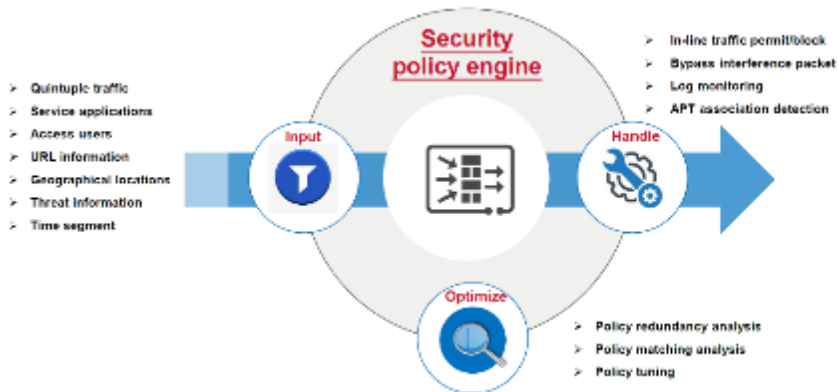 Security
policy engine
➢ In-line traffic permit/block
➢ Bypass interference packet
➢ Log monitoring
➢ APT association detection
➢ Quintuple traffic
➢ Service applications
➢ Access users
➢ URL information
➢ Geographical locations
➢ Threat information
➢ Time segment
Input
Handle
Optimize
➢ Policy redundancy analysis
➢ Policy matching analysis
➢ Policy tuning